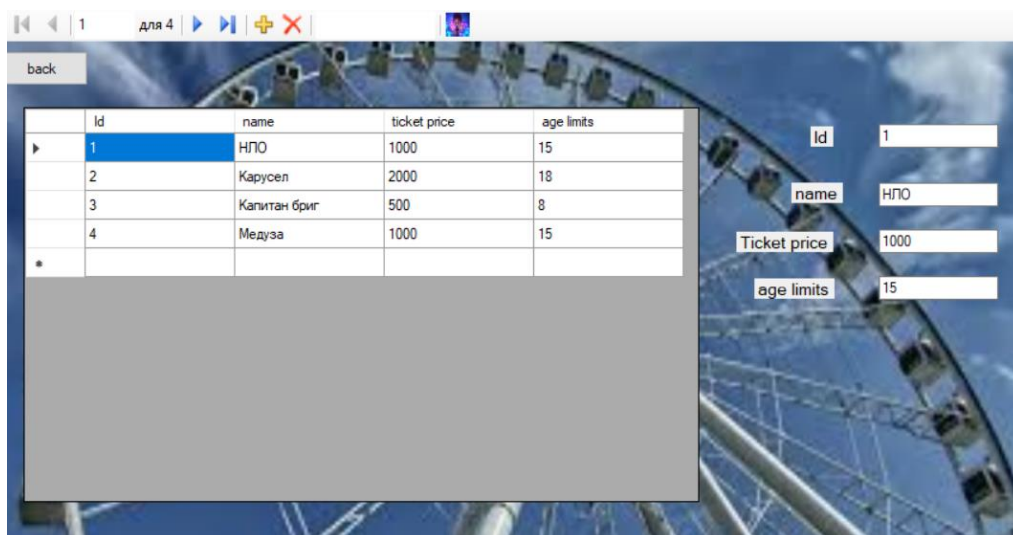 1 для 4
back
Id name ticket price age limits
1 НЛО 1000 15
2 Карусел 2000 18
3 Капитан бриг 500 8
4 Медуза 1000 15
Id 1
name НЛО
Ticket price 1000
age limits 15